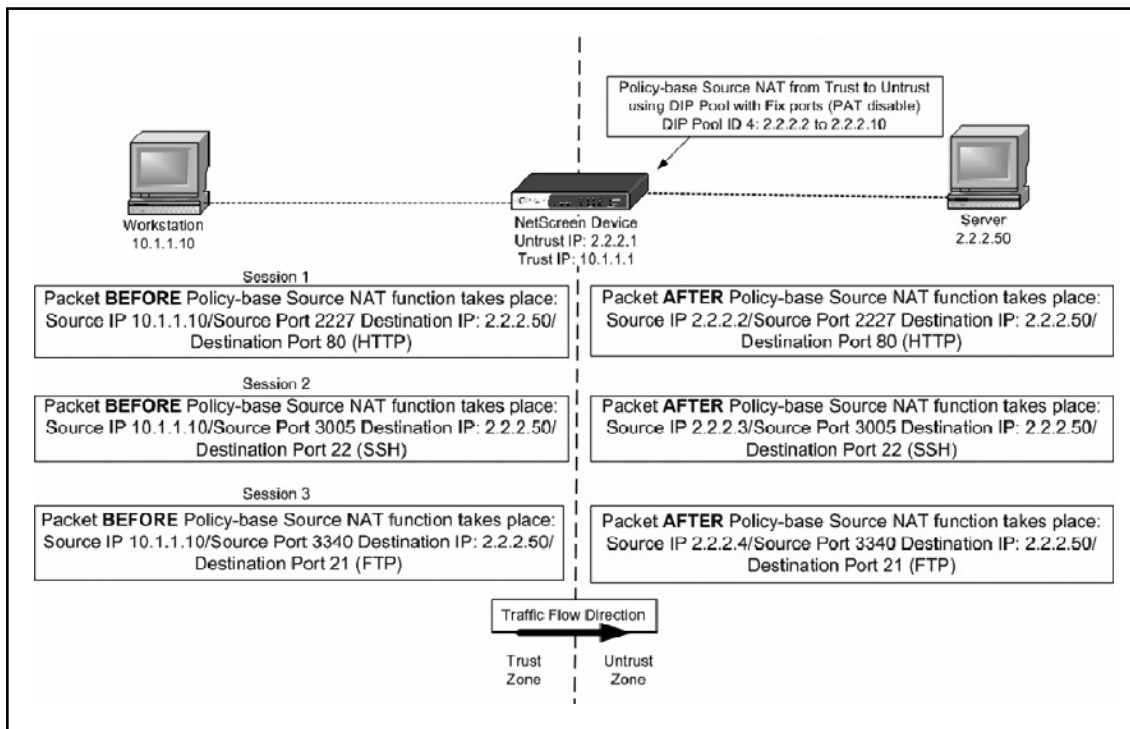 Policy-base Source NAT from Trust to Untrust
using DIP Pool with Fix ports (PAT disable)
DIP Pool ID 4: 2.2.2.2 to 2.2.2.10
Workstation
10.1.1.10
NetScreen Device
Untrust IP: 2.2.2.1
Trust IP: 10.1.1.1
Server
2.2.2.50
Session 1
Packet BEFORE Policy-base Source NAT function takes place:
Source IP 10.1.1.10/Source Port 2227 Destination IP: 2.2.2.50/
Destination Port 80 (HTTP)
Packet AFTER Policy-base Source NAT function takes place:
Source IP 2.2.2.2/Source Port 2227 Destination IP: 2.2.2.50/
Destination Port 80 (HTTP)
Session 2
Packet BEFORE Policy-base Source NAT function takes place:
Source IP 10.1.1.10/Source Port 3005 Destination IP: 2.2.2.50/
Destination Port 22 (SSH)
Packet AFTER Policy-base Source NAT function takes place:
Source IP 2.2.2.3/Source Port 3005 Destination IP: 2.2.2.50/
Destination Port 22 (SSH)
Session 3
Packet BEFORE Policy-base Source NAT function takes place:
Source IP 10.1.1.10/Source Port 3340 Destination IP: 2.2.2.50/
Destination Port 21 (FTP)
Packet AFTER Policy-base Source NAT function takes place:
Source IP 2.2.2.4/Source Port 3340 Destination IP: 2.2.2.50/
Destination Port 21 (FTP)
Traffic Flow Direction
Trust
Zone
Untrust
Zone